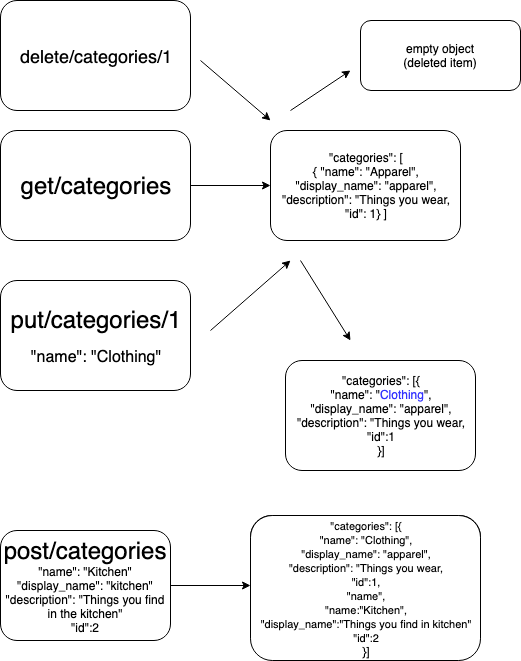 delete/categories/1
empty object
(deleted item)
get/categories
"categories": [
{ "name": "Apparel",
"display_name": "apparel",
"description": "Things you wear,
"id": 1} ]
put/categories/1
"name": "Clothing"
"categories": [{
"name": "Clothing",
"display_name": "apparel",
"description": "Things you wear,
"id":1
}]
post/categories
"name": "Kitchen"
"display_name": "kitchen"
"description": "Things you find
in the kitchen"
"id":2
"categories": [{
"name": "Clothing",
"display_name": "apparel",
"description": "Things you wear,
"id":1,
"name",
"name:"Kitchen",
"display_name":"Things you find in kitchen"
"id":2
}]